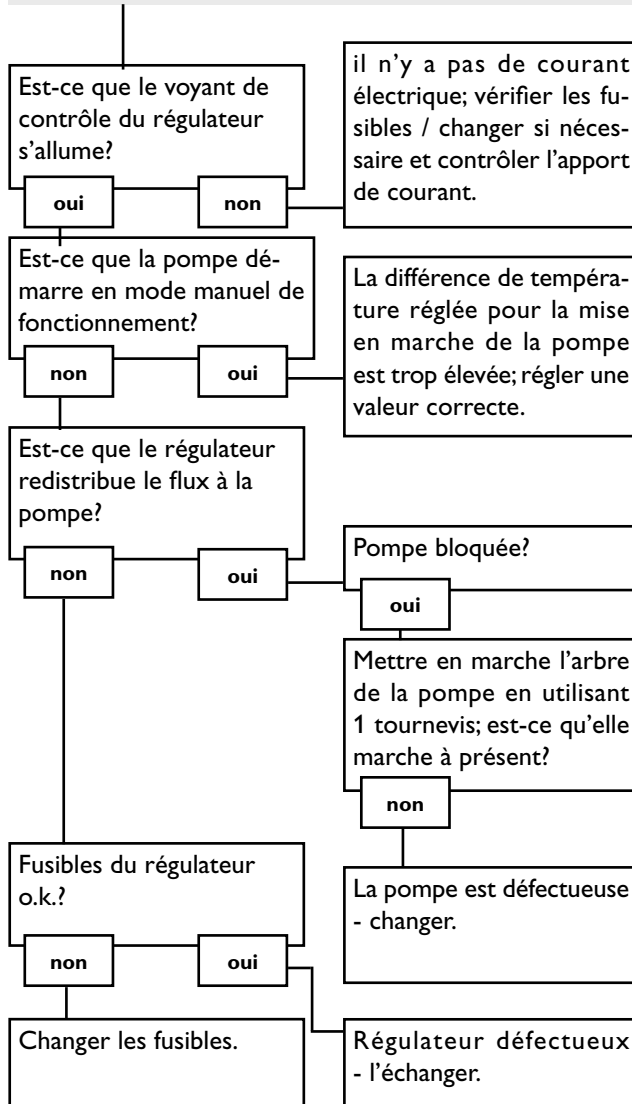 Est-ce que le voyant de
contrôle du régulateur
s'allume?
oui
non
il n'y a pas de courant
électrique; vérifier les fu-
sibles / changer si néces-
saire et contrôler l'apport
de courant.
Est-ce que la pompe dé-
marre en mode manuel de
fonctionnement?
non
oui
La différence de tempéra-
ture réglée pour la mise
en marche de la pompe
est trop élevée; régler une
valeur correcte.
Est-ce que le régulateur
redistribue le flux à la
pompe?
non
oui
Pompe bloquée?
oui
Mettre en marche l'arbre
de la pompe en utilisant
1 tournevis; est-ce qu'elle
marche à présent?
non
La pompe est défectueuse
- changer.
Fusibles du régulateur
o.k.?
non
oui
Changer les fusibles.
Régulateur défectueux
- l'échanger.